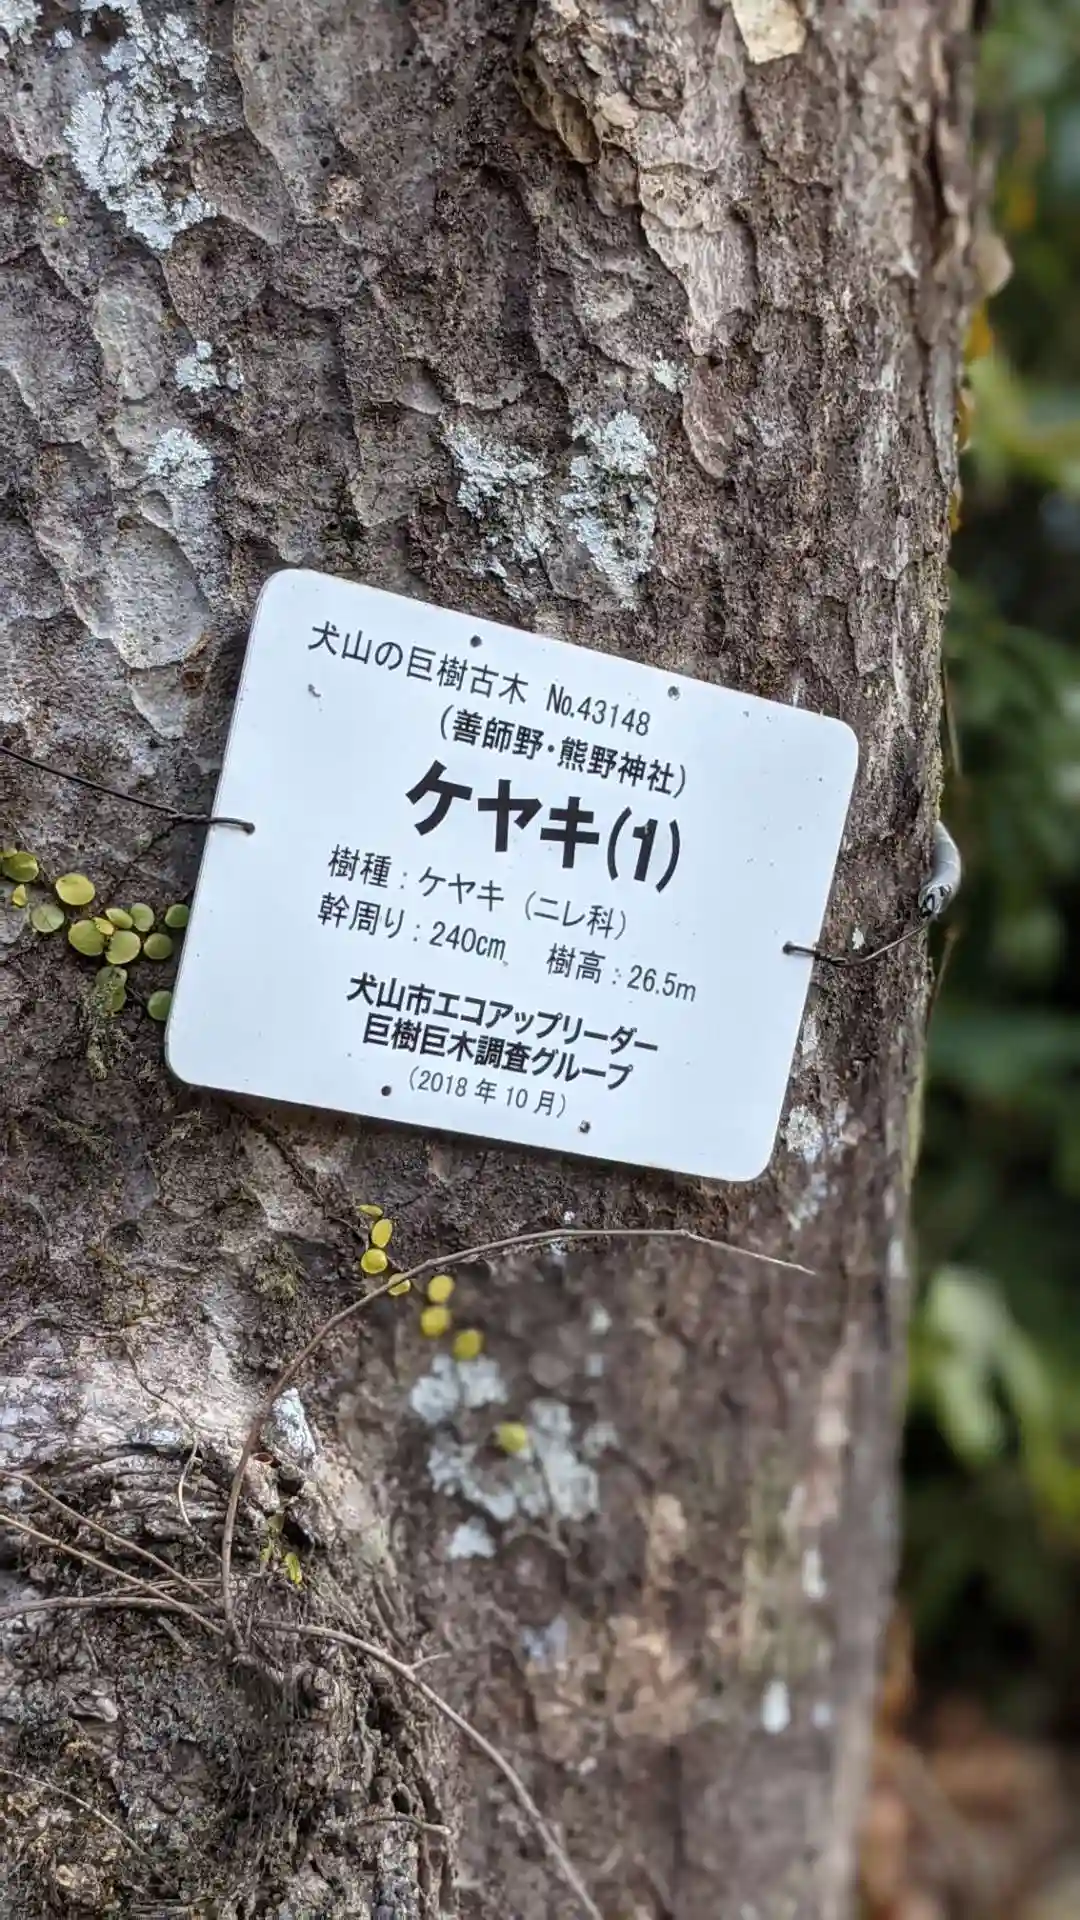 犬山の巨樹古木 No.43148
(善師野・熊野神社)
ケヤキ(1)
樹種：ケヤキ（ニレ科）
幹周り：240cm 樹高：26.5m
犬山市エコアップリーダー
巨樹巨木調査グループ
（2018年10月）